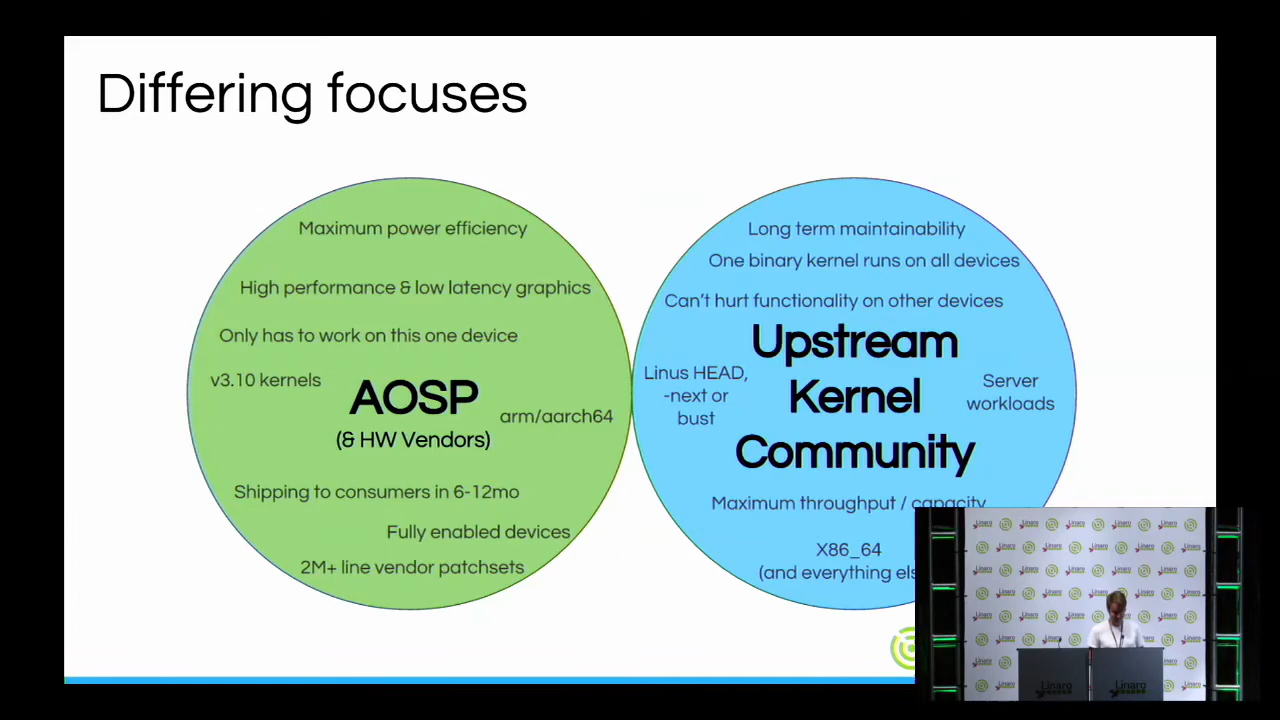 Differing focuses
Maximum power efficiency
High performance & low latency graphics
Only has to work on this one device
v3.10 kernels
AOSP
(& HW Vendors)
arm/aarch64
Shipping to consumers in 6-12mo
Fully enabled devices
2M+ line vendor patchsets
Long term maintainability
One binary kernel runs on all devices
Can't hurt functionality on other devices
Upstream
Kernel
Community
Linus HEAD,
-next or
bust
Server
workloads
Maximum throughput / capacity
X86_64
(and everything els
Linaro
Linaro